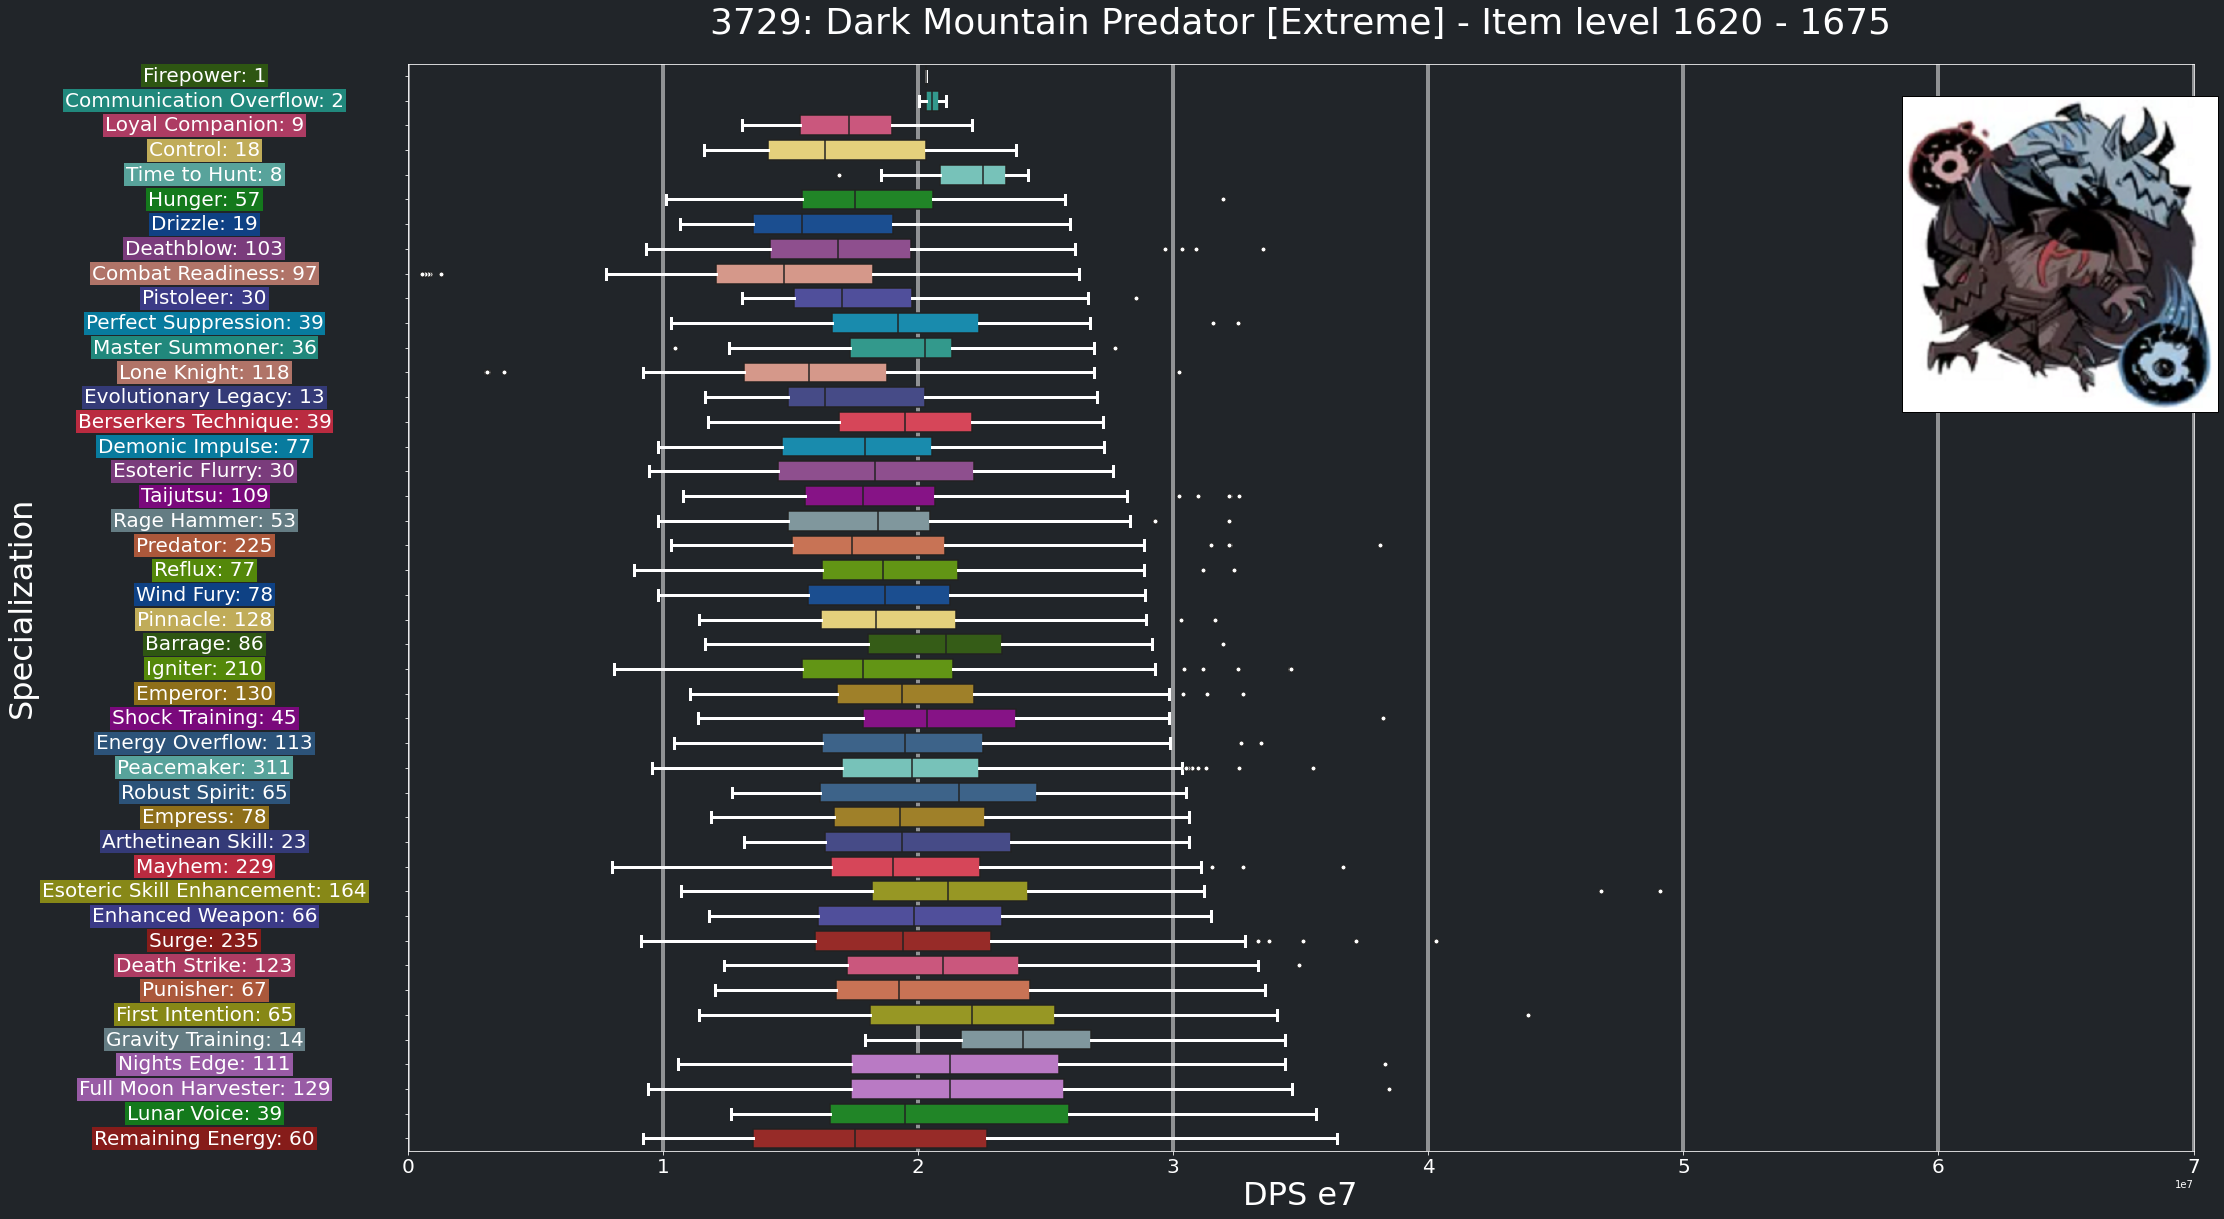 3729: Dark Mountain Predator [Extreme] - Item level 1620 - 1675
Firepower: 1
Communication Overflow: 2
Loyal Companion: 9
Control: 18
Time to Hunt: 8
Hunger: 57
Drizzle: 19
Deathblow: 103
Combat Readiness: 97
Pistoleer: 30
Perfect Suppression: 39
Master Summoner: 36
Lone Knight: 118
Evolutionary Legacy: 13
Berserkers Technique: 39
Demonic Impulse: 77
Esoteric Flurry: 30
Taijutsu: 109
Rage Hammer: 53
Predator: 225
Reflux: 77
Wind Fury: 78
Pinnacle: 128
Barrage: 86
Igniter: 210
Emperor: 130
Shock Training: 45
Energy Overflow: 113
Peacemaker: 311
Robust Spirit: 65
Empress: 78
Arthetinean Skill: 23
Mayhem: 229
Esoteric Skill Enhancement: 164
Enhanced Weapon: 66
Surge: 235
Death Strike: 123
Punisher: 67
First Intention: 65
Gravity Training: 14
Nights Edge: 111
Full Moon Harvester: 129
Lunar Voice: 39
Remaining Energy: 60
Specialization
0 1 2 3 4 5 6 7
1e7
DPS e7